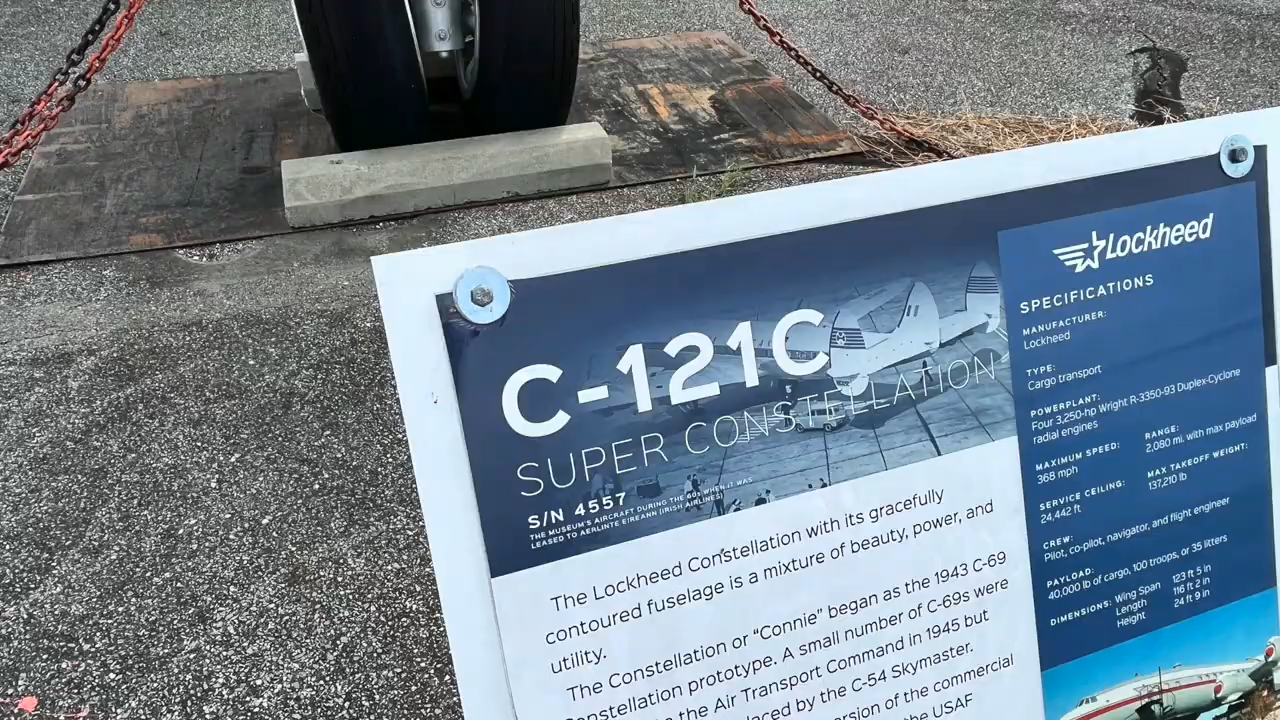 C-121C
SUPER CONSTELLATION
S/N 4557
THE MUSEUM'S AIRCRAFT DURING THE 60s WHEN IT WAS
LEASED TO AERLINTE EIREANN (IRISH AIRLINES)
The Lockheed Constellation with its gracefully
contoured fuselage is a mixture of beauty, power, and
utility.
The Constellation or "Connie" began as the 1943 C-69
Constellation prototype. A small number of C-69s were
the Air Transport Command in 1945 but
by the C-54 Skymaster.
of the commercial
USAF
Lockheed
SPECIFICATIONS
MANUFACTURER:
Lockheed
TYPE:
Cargo transport
POWERPLANT:
Four 3,250-hp Wright R-3350-93 Duplex-Cyclone
radial engines
MAXIMUM SPEED:
368 mph
RANGE:
2,080 mi. with max payload
SERVICE CEILING:
24,442 ft
MAX TAKEOFF WEIGHT:
137,210 lb
CREW:
Pilot, co-pilot, navigator, and flight engineer
PAYLOAD:
40,000 lb of cargo, 100 troops, or 35 litters
DIMENSIONS: Wing Span 123 ft 5 in
Length 116 ft 2 in
Height 24 ft 9 in